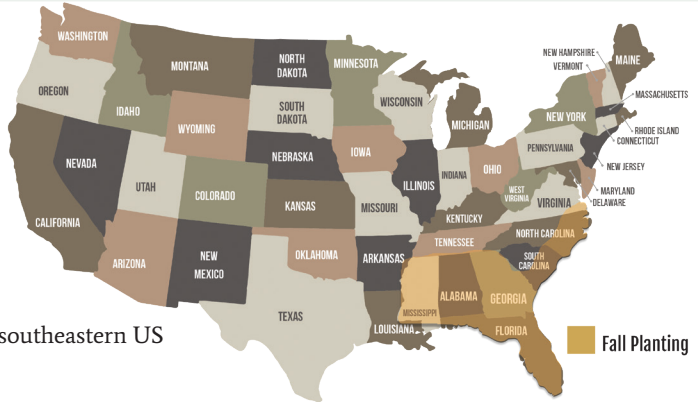 WASHINGTON
OREGON
CALIFORNIA
NEVADA
IDAHO
MONTANA
WYOMING
UTAH
ARIZONA
COLORADO
NEW
MEXICO
NORTH
DAKOTA
SOUTH
DAKOTA
NEBRASKA
KANSAS
OKLAHOMA
TEXAS
MINNESOTA
IOWA
MISSOURI
ARKANSAS
LOUISIANA
WISCONSIN
ILLINOIS
MICHIGAN
INDIANA
OHIO
KENTUCKY
TENNESSEE
MISSISSIPPI
ALABAMA
GEORGIA
FLORIDA
SOUTH
CAROLINA
NORTH CAROLINA
VIRGINIA
WEST
VIRGINIA
PENNSYLVANIA
NEW YORK
NEW HAMPSHIRE
VERMONT
MAINE
MASSACHUSETTS
RHODE ISLAND
CONNECTICUT
NEW JERSEY
MARYLAND
DELAWARE
southeastern US
Fall Planting